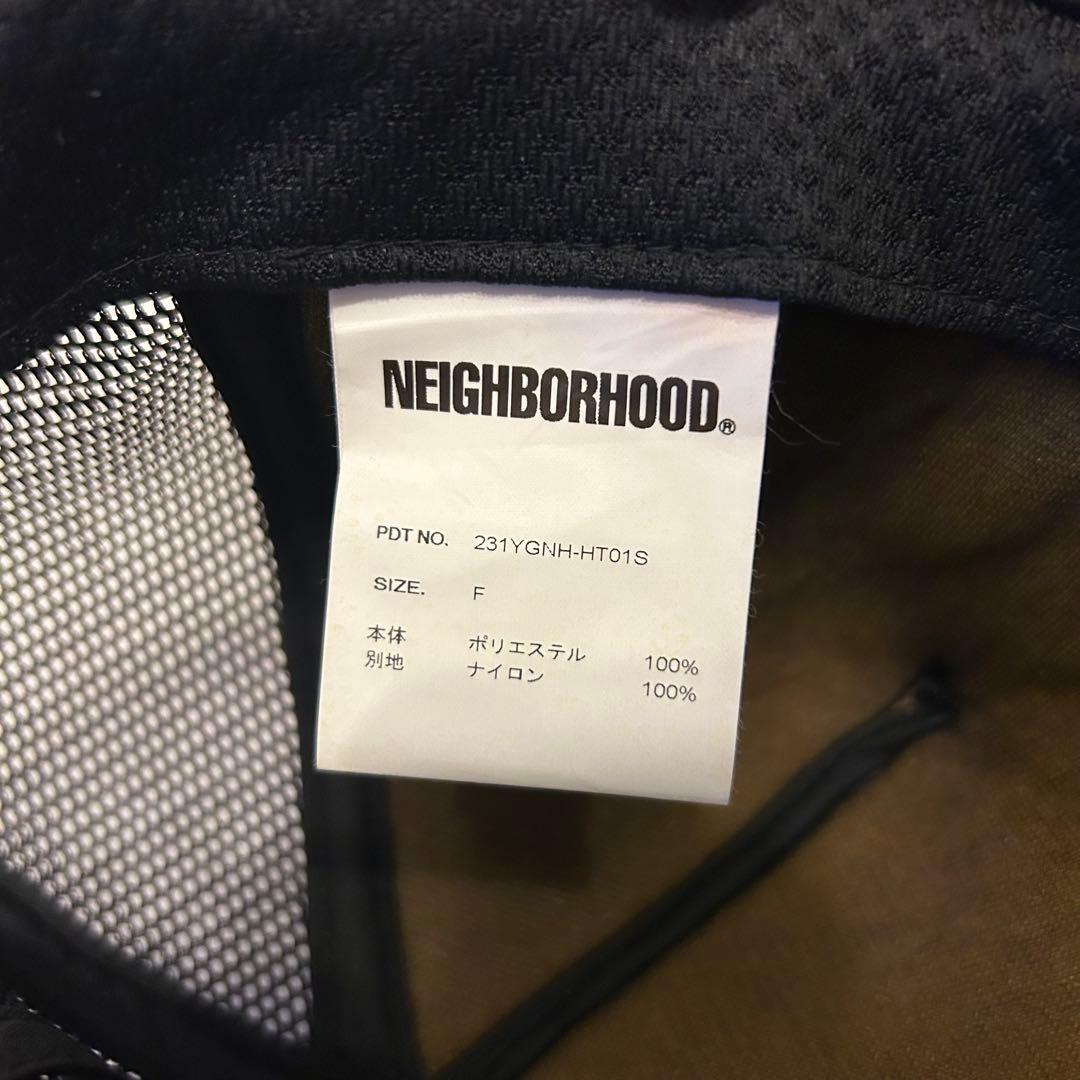 NEIGHBORHOOD®
PDT NO. 231YGNH-HT01S
SIZE. F
本体 ポリエステル 100%
別地 ナイロン 100%